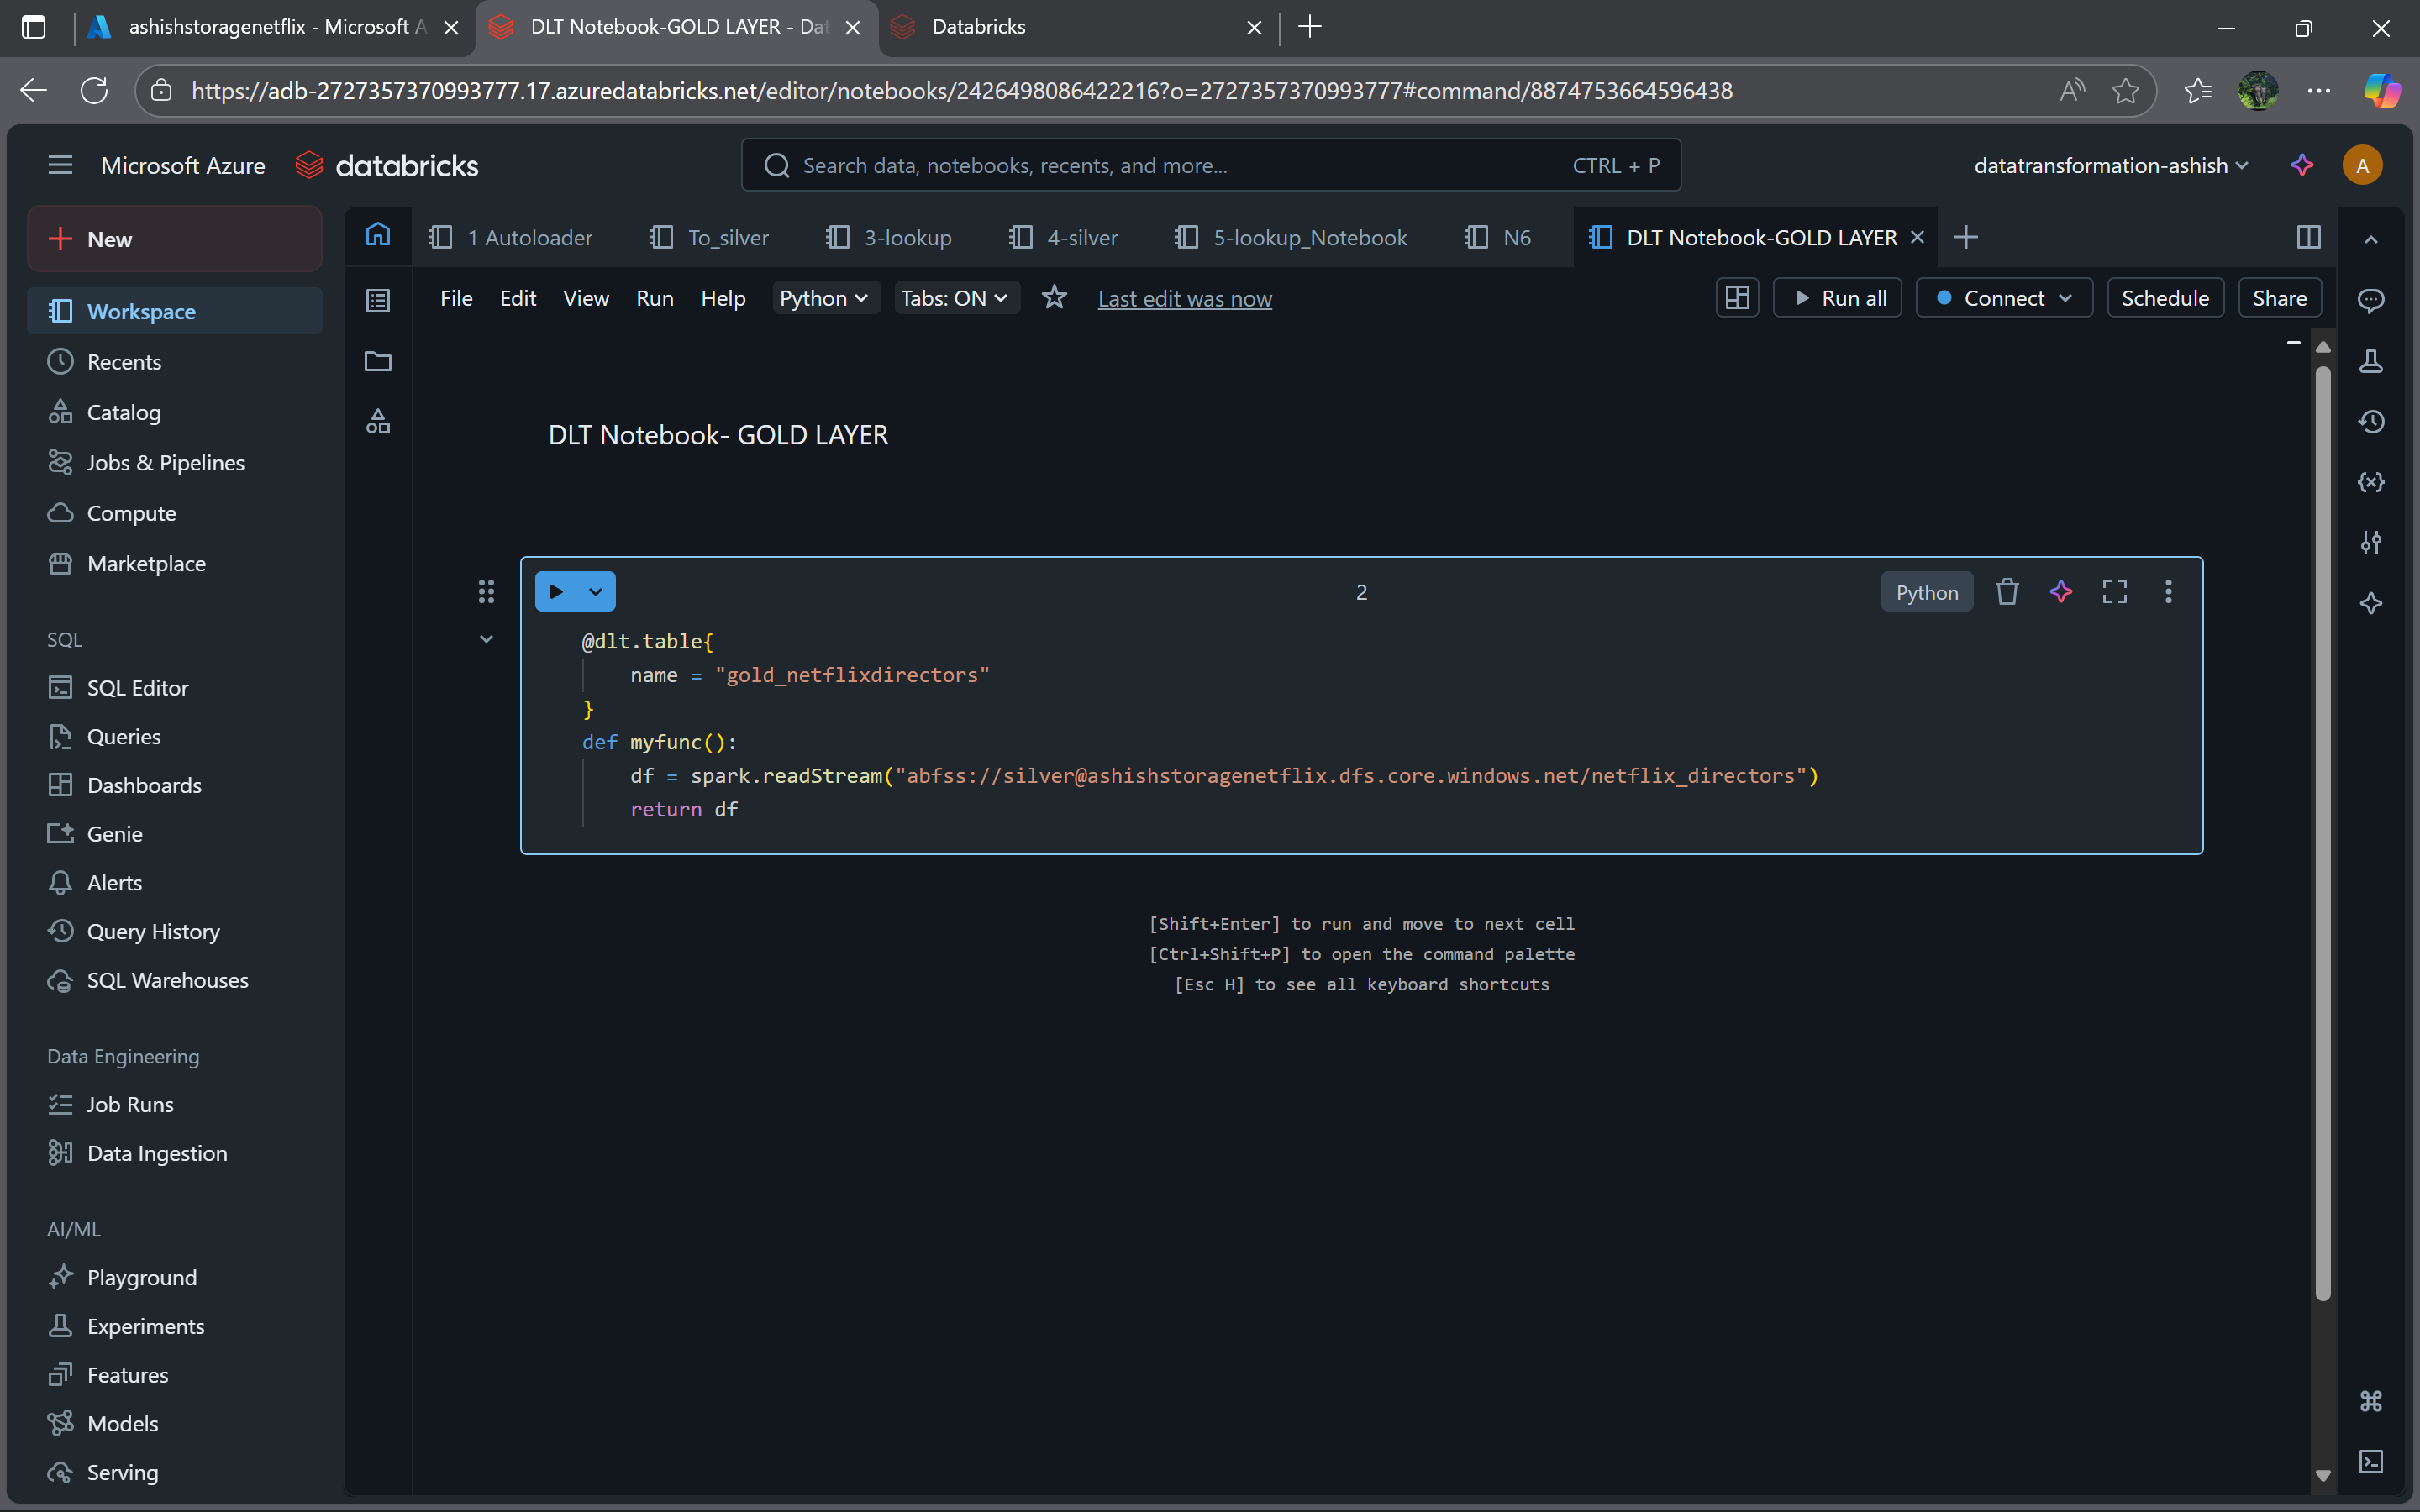 ashishstoragenetflix - Microsoft A
DLT Notebook-GOLD LAYER - Dat
Databricks
https://adb-2727357370993777.17.azuredatabricks.net/editor/notebooks/2426498086422216?o=2727357370993777#command/8874753664596438
Microsoft Azure databricks
Search data, notebooks, recents, and more... CTRL + P
datatransformation-ashish
A
New
Workspace
Recents
Catalog
Jobs & Pipelines
Compute
Marketplace
SQL
SQL Editor
Queries
Dashboards
Genie
Alerts
Query History
SQL Warehouses
Data Engineering
Job Runs
Data Ingestion
AI/ML
Playground
Experiments
Features
Models
Serving
1 Autoloader
To_silver
3-lookup
4-silver
5-lookup_Notebook
N6
DLT Notebook-GOLD LAYER
File Edit View Run Help Python Tabs: ON Last edit was now
Run all Connect Schedule Share
DLT Notebook- GOLD LAYER
2
Python
@dlt.table{
name = "gold_netflixdirectors"
}
def myfunc():
df = spark.readStream("abfss://silver@ashishstoragenetflix.dfs.core.windows.net/netflix_directors")
return df
[Shift+Enter] to run and move to next cell
[Ctrl+Shift+P] to open the command palette
[Esc H] to see all keyboard shortcuts